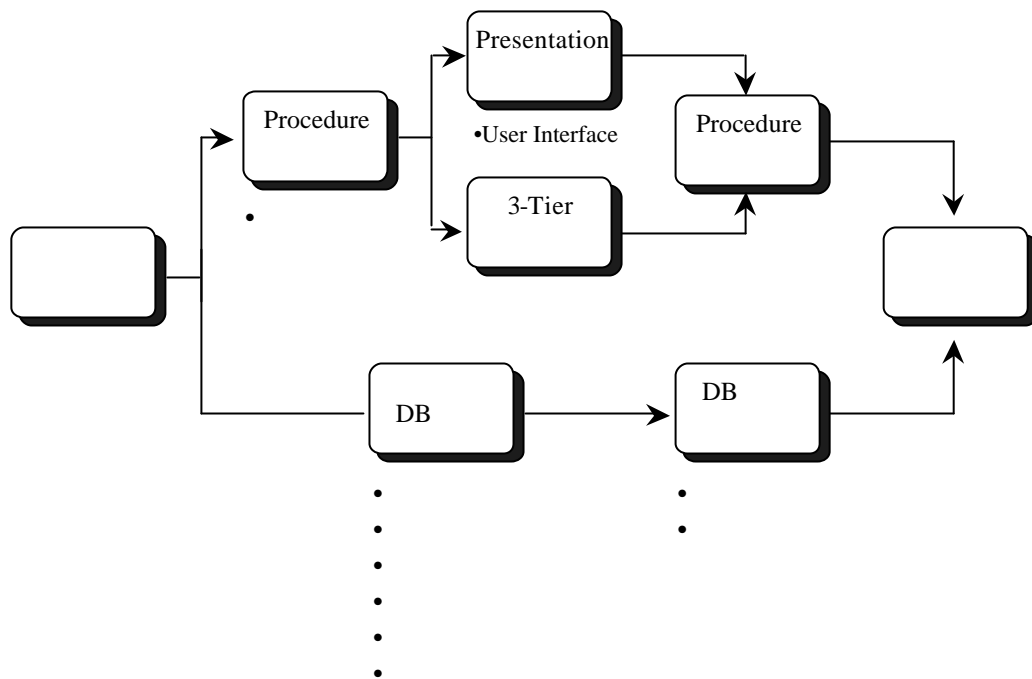 Presentation
Procedure
•User Interface
Procedure
3-Tier
•
DB
DB
•
•
•
•
•
•
•
•